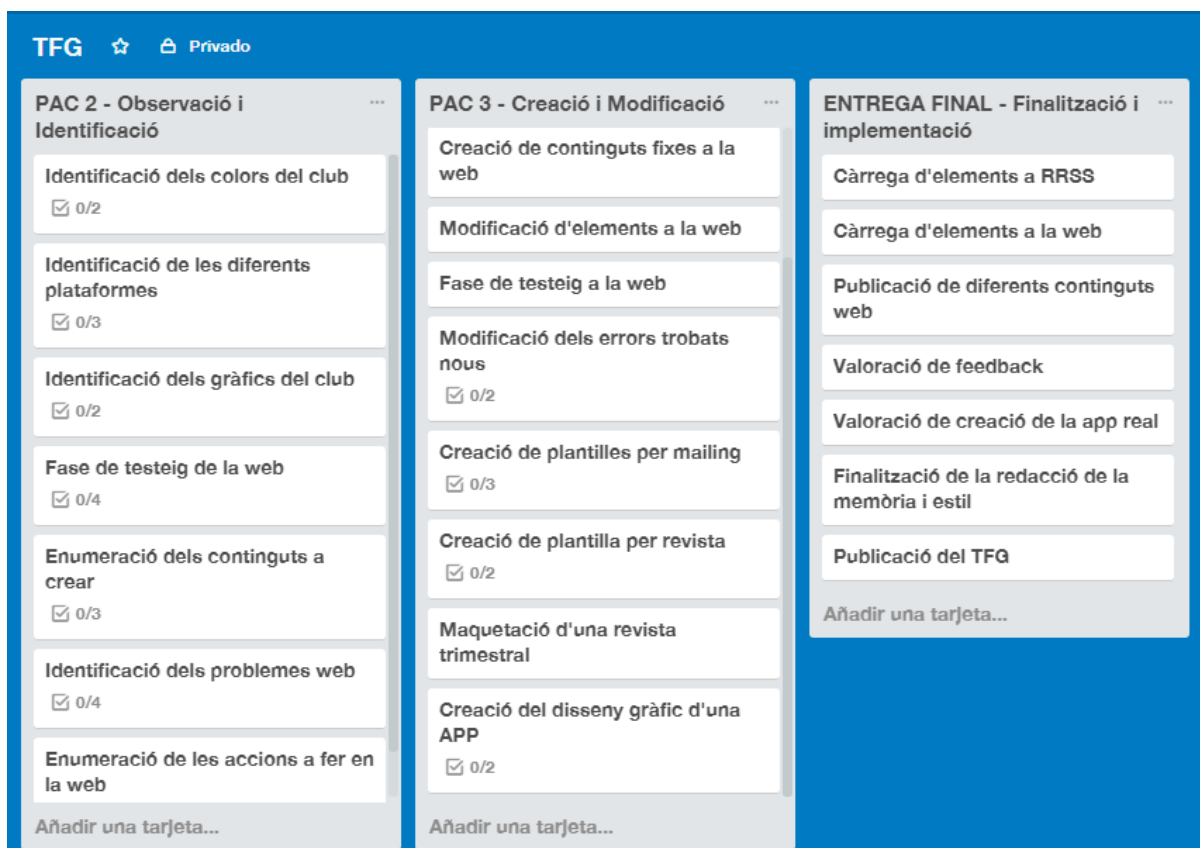 TFG Privado
PAC 2 - Observació i
Identificació
Identificació dels colors del club
0/2
Identificació de les diferents
plataformes
0/3
Identificació dels gràfics del club
0/2
Fase de testeig de la web
0/4
Enumeració dels continguts a
crear
0/3
Identificació dels problemes web
0/4
Enumeració de les accions a fer en
la web
Añadir una tarjeta...
PAC 3 - Creació i Modificació
Creació de continguts fixes a la
web
Modificació d'elements a la web
Fase de testeig a la web
Modificació dels errors trobats
nous
0/2
Creació de plantilles per mailing
0/3
Creació de plantilla per revista
0/2
Maquetació d'una revista
trimestral
Creació del disseny gràfic d'una
APP
0/2
Añadir una tarjeta...
ENTREGA FINAL - Finalització i
implementació
Càrrega d'elements a RRSS
Càrrega d'elements a la web
Publicació de diferents continguts
web
Valoració de feedback
Valoració de creació de la app real
Finalització de la redacció de la
memòria i estil
Publicació del TFG
Añadir una tarjeta...